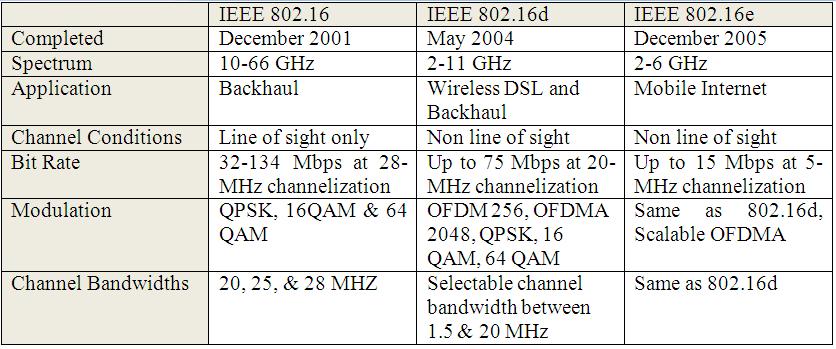 IEEE 802.16 IEEE 802.16d IEEE 802.16e
Completed December 2001 May 2004 December 2005
Spectrum 10-66 GHz 2-11 GHz 2-6 GHz
Application Backhaul Wireless DSL and Mobile Internet
Backhaul
Channel Conditions Line of sight only Non line of sight Non line of sight
Bit Rate 32-134 Mbps at 28- Up to 75 Mbps at 20- Up to 15 Mbps at 5-
MHz channelization MHz channelization MHz channelization
Modulation QPSK, 16QAM & 64 OFDM 256, OFDMA Same as 802.16d,
QAM 2048, QPSK, 16 Scalable OFDMA
QAM, 64 QAM
Channel Bandwidths 20, 25, & 28 MHZ Selectable channel Same as 802.16d
bandwidth between
1.5 & 20 MHz